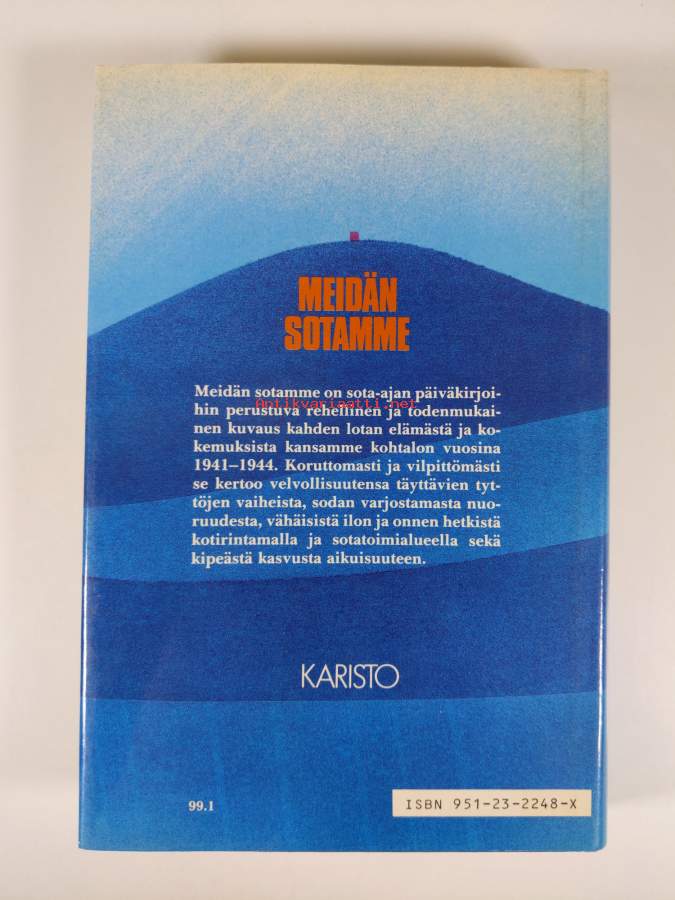 MEIDÄN
SOTAMME
Meidän sotamme on sota-ajan päiväkirjoi-
Antikvariaatti.net
hin perustuva rehellinen ja todenmukai-
nen kuvaus kahden lotan elämästä ja ko-
kemuksista kansamme kohtalon vuosina
1941–1944. Koruttomasti ja vilpittömästi
se kertoo velvollisuutensa täyttävien tyt-
töjen vaiheista, sodan varjostamasta nuo-
ruudesta, vähäisistä ilon ja onnen hetkistä
kotirintamalla ja sotatoimialueella sekä
kipeästä kasvusta aikuisuuteen.
KARISTO
99.1
ISBN 951-23-2248-X